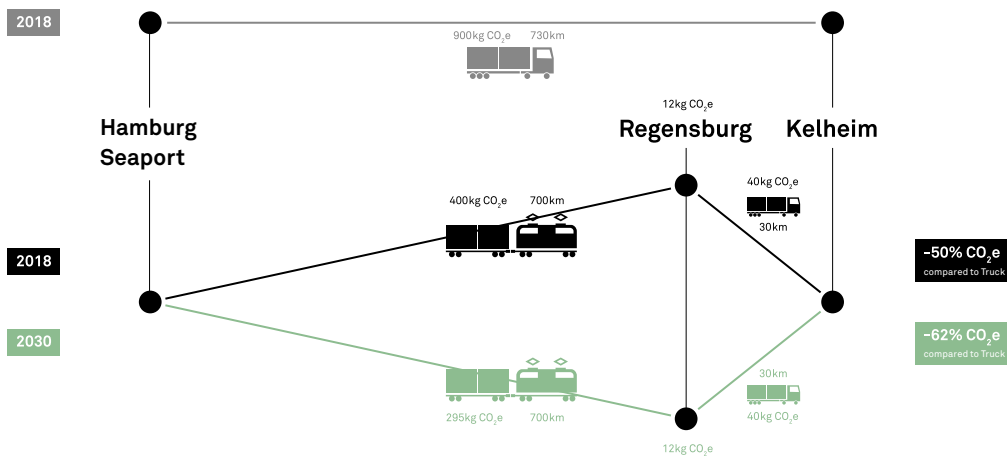 2018
900kg CO₂e 730km
12kg CO₂e
Hamburg
Seaport
Regensburg
Kelheim
400kg CO₂e 700km
40kg CO₂e
30km
2018
-50% CO₂e
compared to Truck
2030
-62% CO₂e
compared to Truck
30km
40kg CO₂e
295kg CO₂e 700km
12kg CO₂e